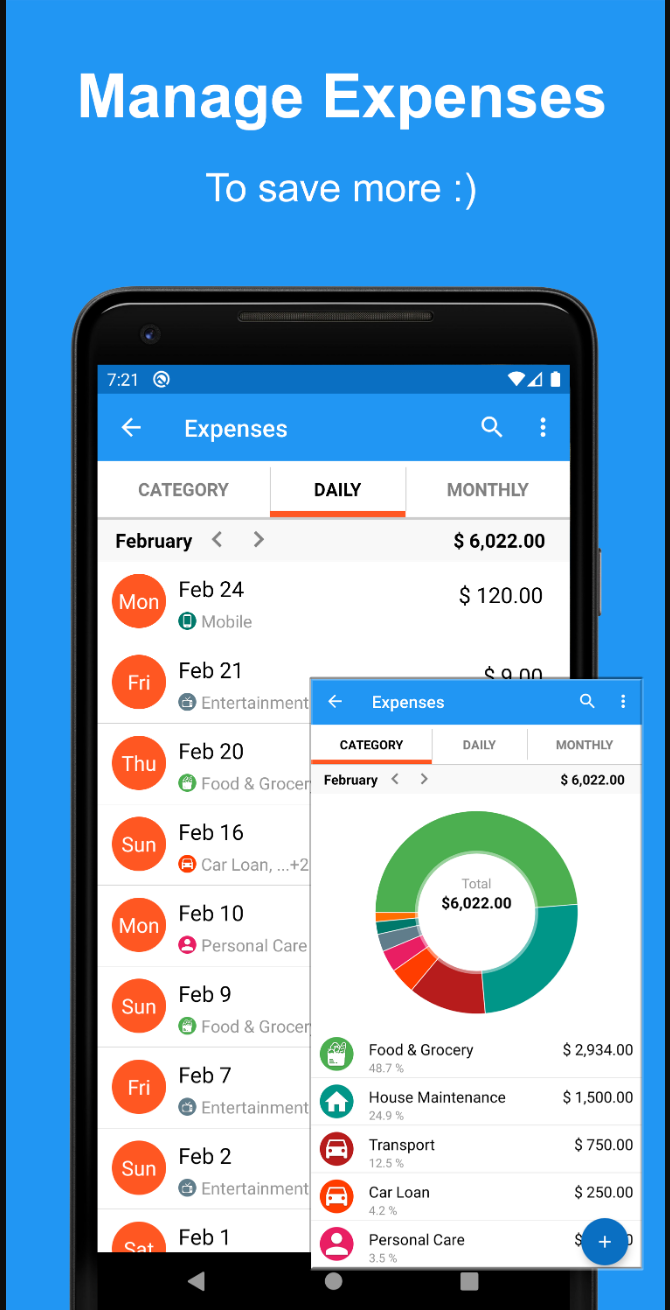 Manage Expenses
To save more :)
7:21
Expenses
CATEGORY DAILY MONTHLY
February $ 6,022.00
Mon Feb 24 $ 120.00
Mobile
Fri Feb 21 $ 9.00
Entertainment
Thu Feb 20
Food & Grocer
Sun Feb 16
Car Loan, ...+2
Mon Feb 10
Personal Care
Sun Feb 9
Food & Grocer
Fri Feb 7
Entertainment
Sun Feb 2
Entertainment
Sat Feb 1
Expenses
CATEGORY DAILY MONTHLY
February $ 6,022.00
Total
$6,022.00
Food & Grocery $ 2,934.00
48.7 %
House Maintenance $ 1,500.00
24.9 %
Transport $ 750.00
12.5 %
Car Loan $ 250.00
4.2 %
Personal Care $
3.5 %